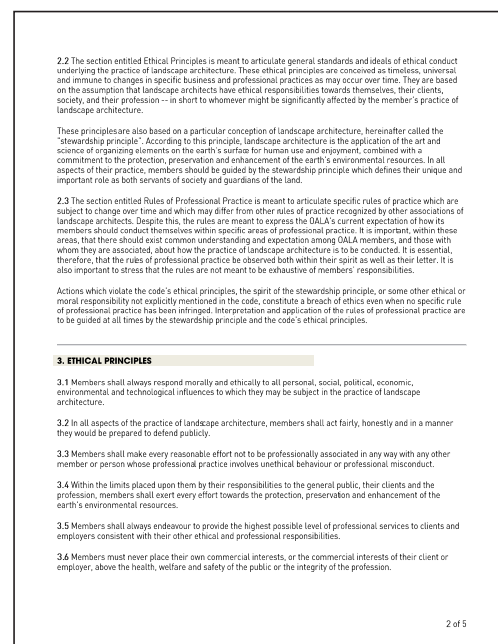 2.2 The section entitled Ethical Principles is meant to articulate general standards and ideals of ethical conduct
underlying the practice of landscape architecture. These ethical principles are conceived as timeless, universal
and immune to changes in specific business and professional practices as may occur over time. They are based
on the assumption that landscape architects have ethical responsibilities towards themselves, their clients,
society, and their profession -- in short to whomever might be significantly affected by the member's practice of
landscape architecture.
These principles are also based on a particular conception of landscape architecture, hereinafter called the
"stewardship principle". According to this principle, landscape architecture is the application of the art and
science of organizing elements on the earth's surface for human use and enjoyment, combined with a
commitment to the protection, preservation and enhancement of the earth's environmental resources. In all
aspects of their practice, members should be guided by the stewardship principle which defines their unique and
important role as both servants of society and guardians of the land.
2.3 The section entitled Rules of Professional Practice is meant to articulate specific rules of practice which are
subject to change over time and which may differ from other rules of practice recognized by other associations of
landscape architects. Despite this, the rules are meant to express the OALA's current expectation of how its
members should conduct themselves within specific areas of professional practice. It is important, within these
areas, that there should exist common understanding and expectation among OALA members, and those with
whom they are associated, about how the practice of landscape architecture is to be conducted. It is essential,
therefore, that the rules of professional practice be observed both within their spirit as well as their letter. It is
also important to stress that the rules are not meant to be exhaustive of members' responsibilities.
Actions which violate the code's ethical principles, the spirit of the stewardship principle, or some other ethical or
moral responsibility not explicitly mentioned in the code, constitute a breach of ethics even when no specific rule
of professional practice has been infringed. Interpretation and application of the rules of professional practice are
to be guided at all times by the stewardship principle and the code's ethical principles.
3. ETHICAL PRINCIPLES
3.1 Members shall always respond morally and ethically to all personal, social, political, economic,
environmental and technological influences to which they may be subject in the practice of landscape
architecture.
3.2 In all aspects of the practice of landscape architecture, members shall act fairly, honestly and in a manner
they would be prepared to defend publicly.
3.3 Members shall make every reasonable effort not to be professionally associated in any way with any other
member or person whose professional practice involves unethical behaviour or professional misconduct.
3.4 Within the limits placed upon them by their responsibilities to the general public, their clients and the
profession, members shall exert every effort towards the protection, preservation and enhancement of the
earth's environmental resources.
3.5 Members shall always endeavour to provide the highest possible level of professional services to clients and
employers consistent with their other ethical and professional responsibilities.
3.6 Members must never place their own commercial interests, or the commercial interests of their client or
employer, above the health, welfare and safety of the public or the integrity of the profession.
2 of 5